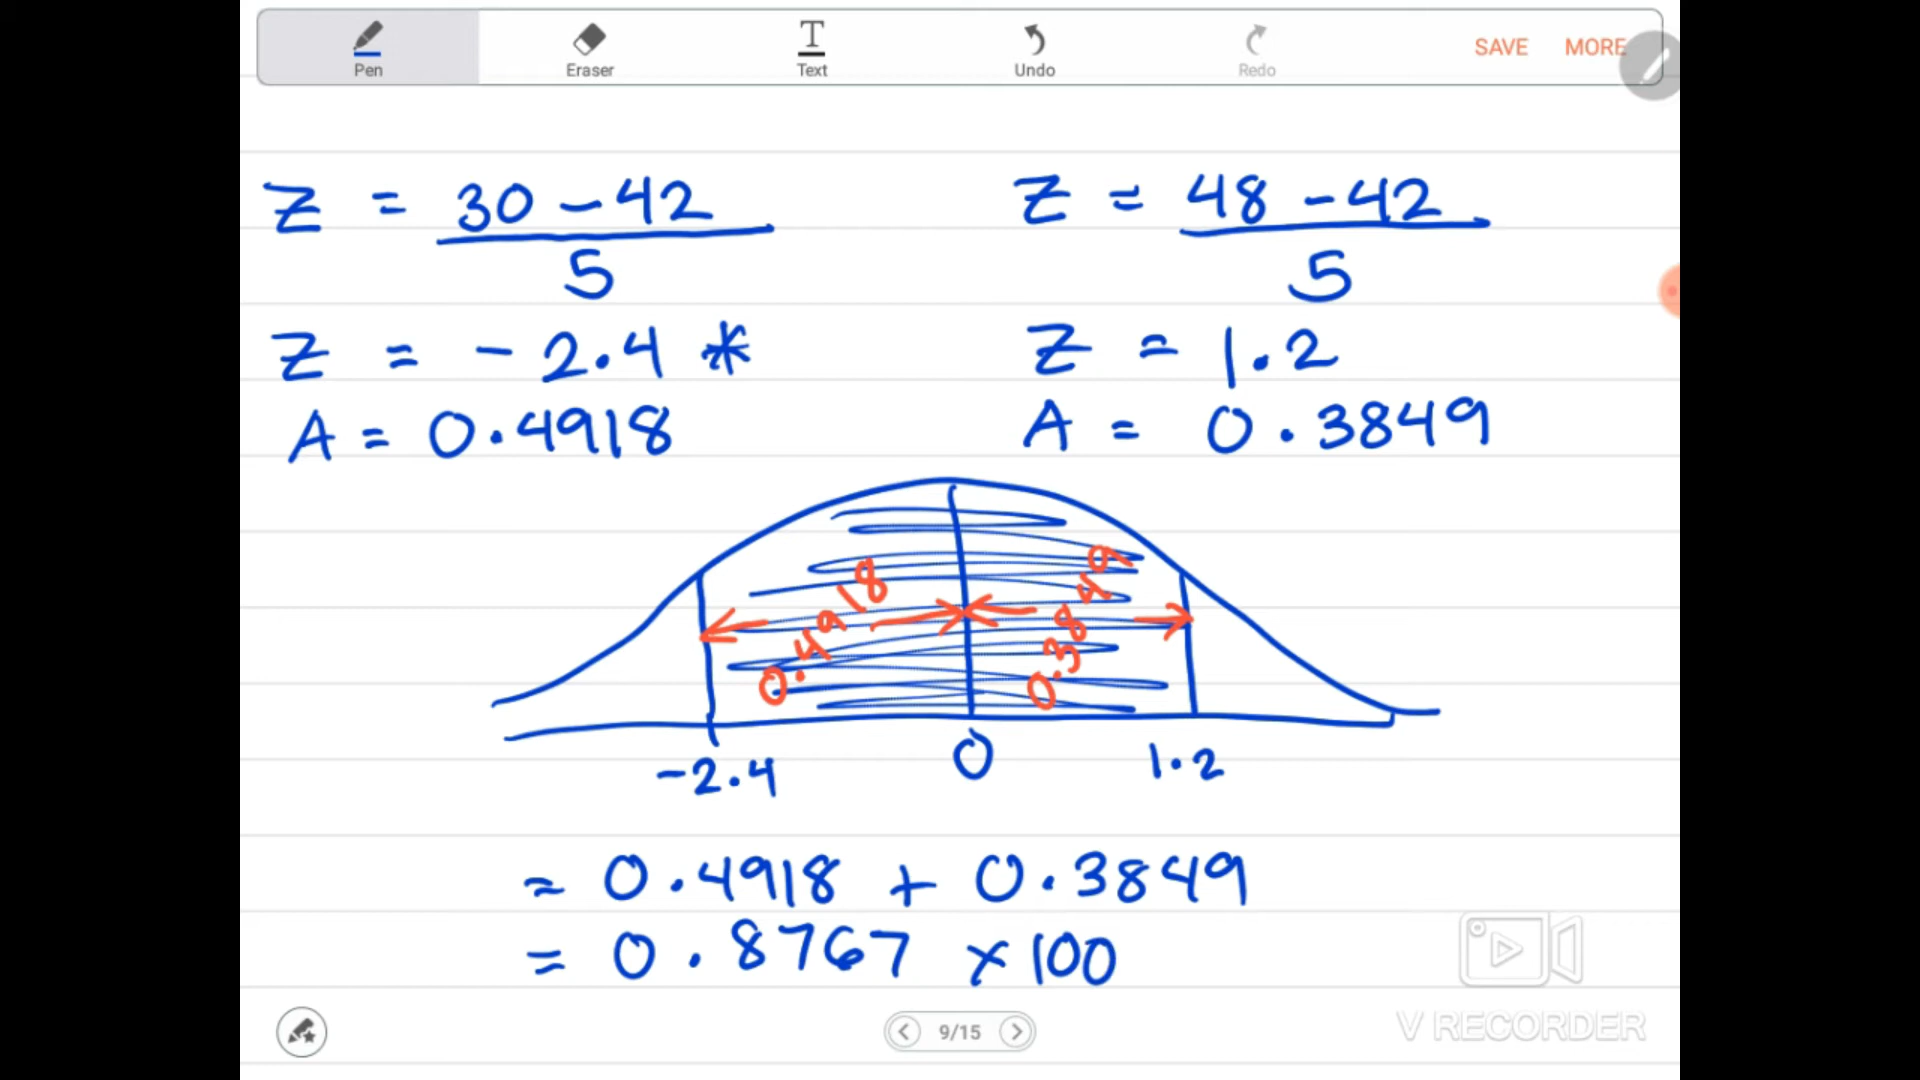 Pen Eraser Text Undo Redo SAVE MORE
Z = 30 - 42 / 5
Z = 48 - 42 / 5
Z = - 2.4 *
Z = 1.2
A = 0.4918
A = 0.3849
0.4918 0.3849
-2.4 0 1.2
= 0.4918 + 0.3849
= 0.8767 x 100
9/15
V RECORDER